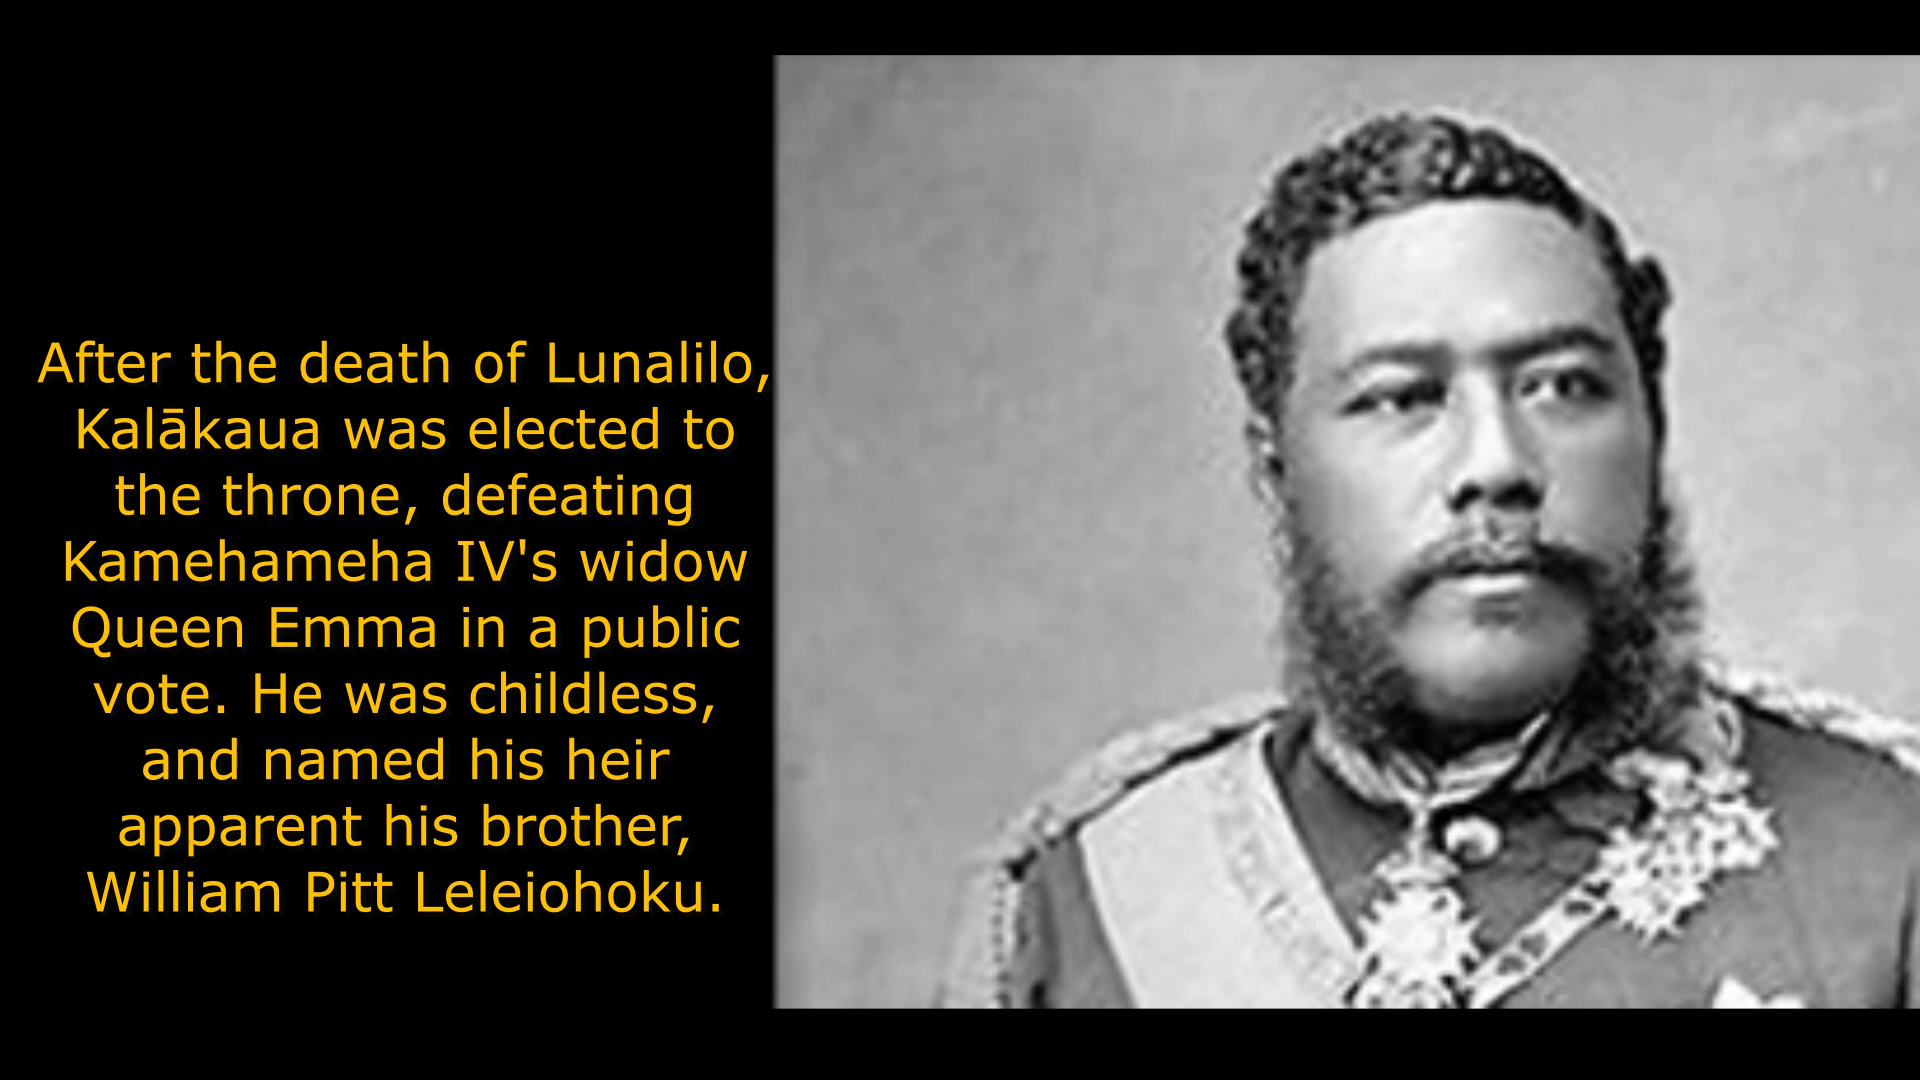 After the death of Lunalilo,
Kalākaua was elected to
the throne, defeating
Kamehameha IV's widow
Queen Emma in a public
vote. He was childless,
and named his heir
apparent his brother,
William Pitt Leleiohoku.